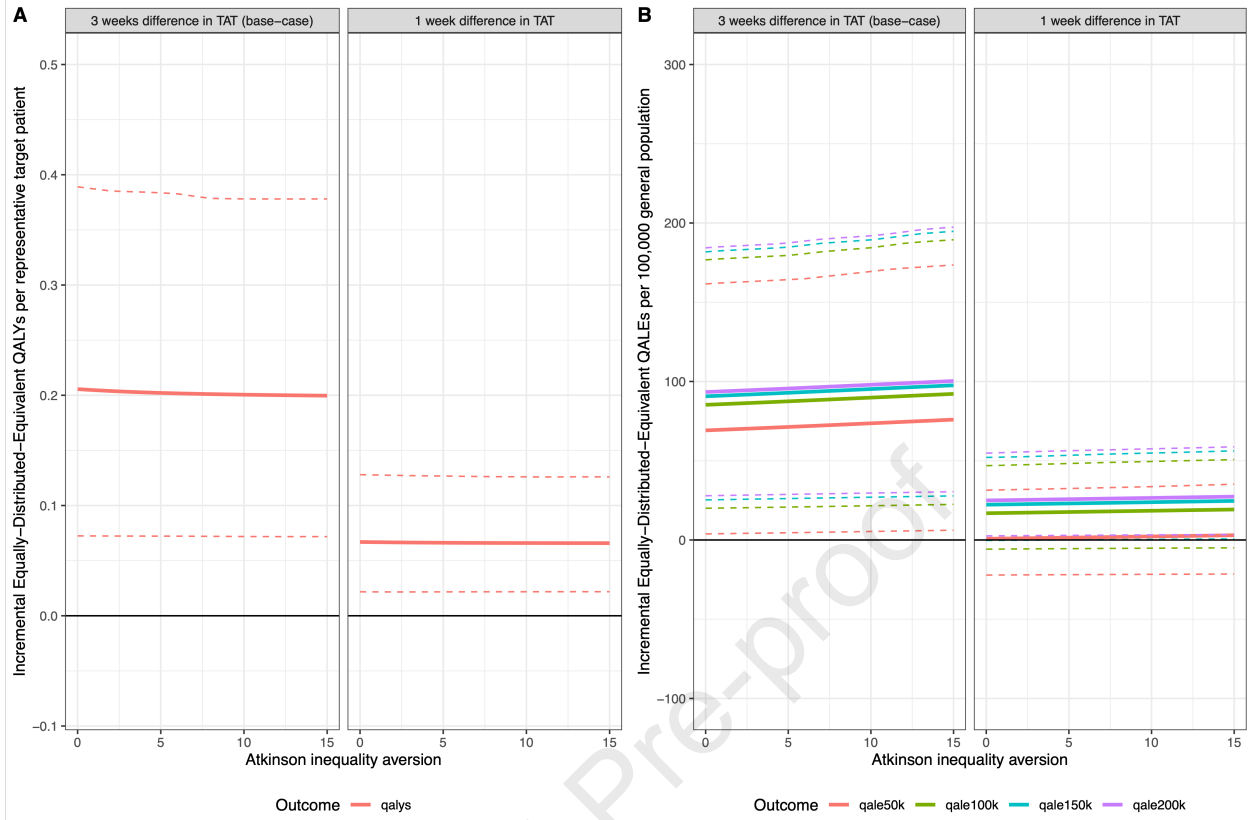 A
3 weeks difference in TAT (base−case)
1 week difference in TAT
Incremental Equally−Distributed−Equivalent QALYs per representative target patient
0.5
0.4
0.3
0.2
0.1
0.0
−0.1
0 5 10 15
0 5 10 15
Atkinson inequality aversion
Outcome qalys
B
3 weeks difference in TAT (base−case)
1 week difference in TAT
Incremental Equally−Distributed−Equivalent QALEs per 100,000 general population
300
200
100
0
−100
0 5 10 15
0 5 10 15
Atkinson inequality aversion
Outcome qale50k qale100k qale150k qale200k
Pre-proof